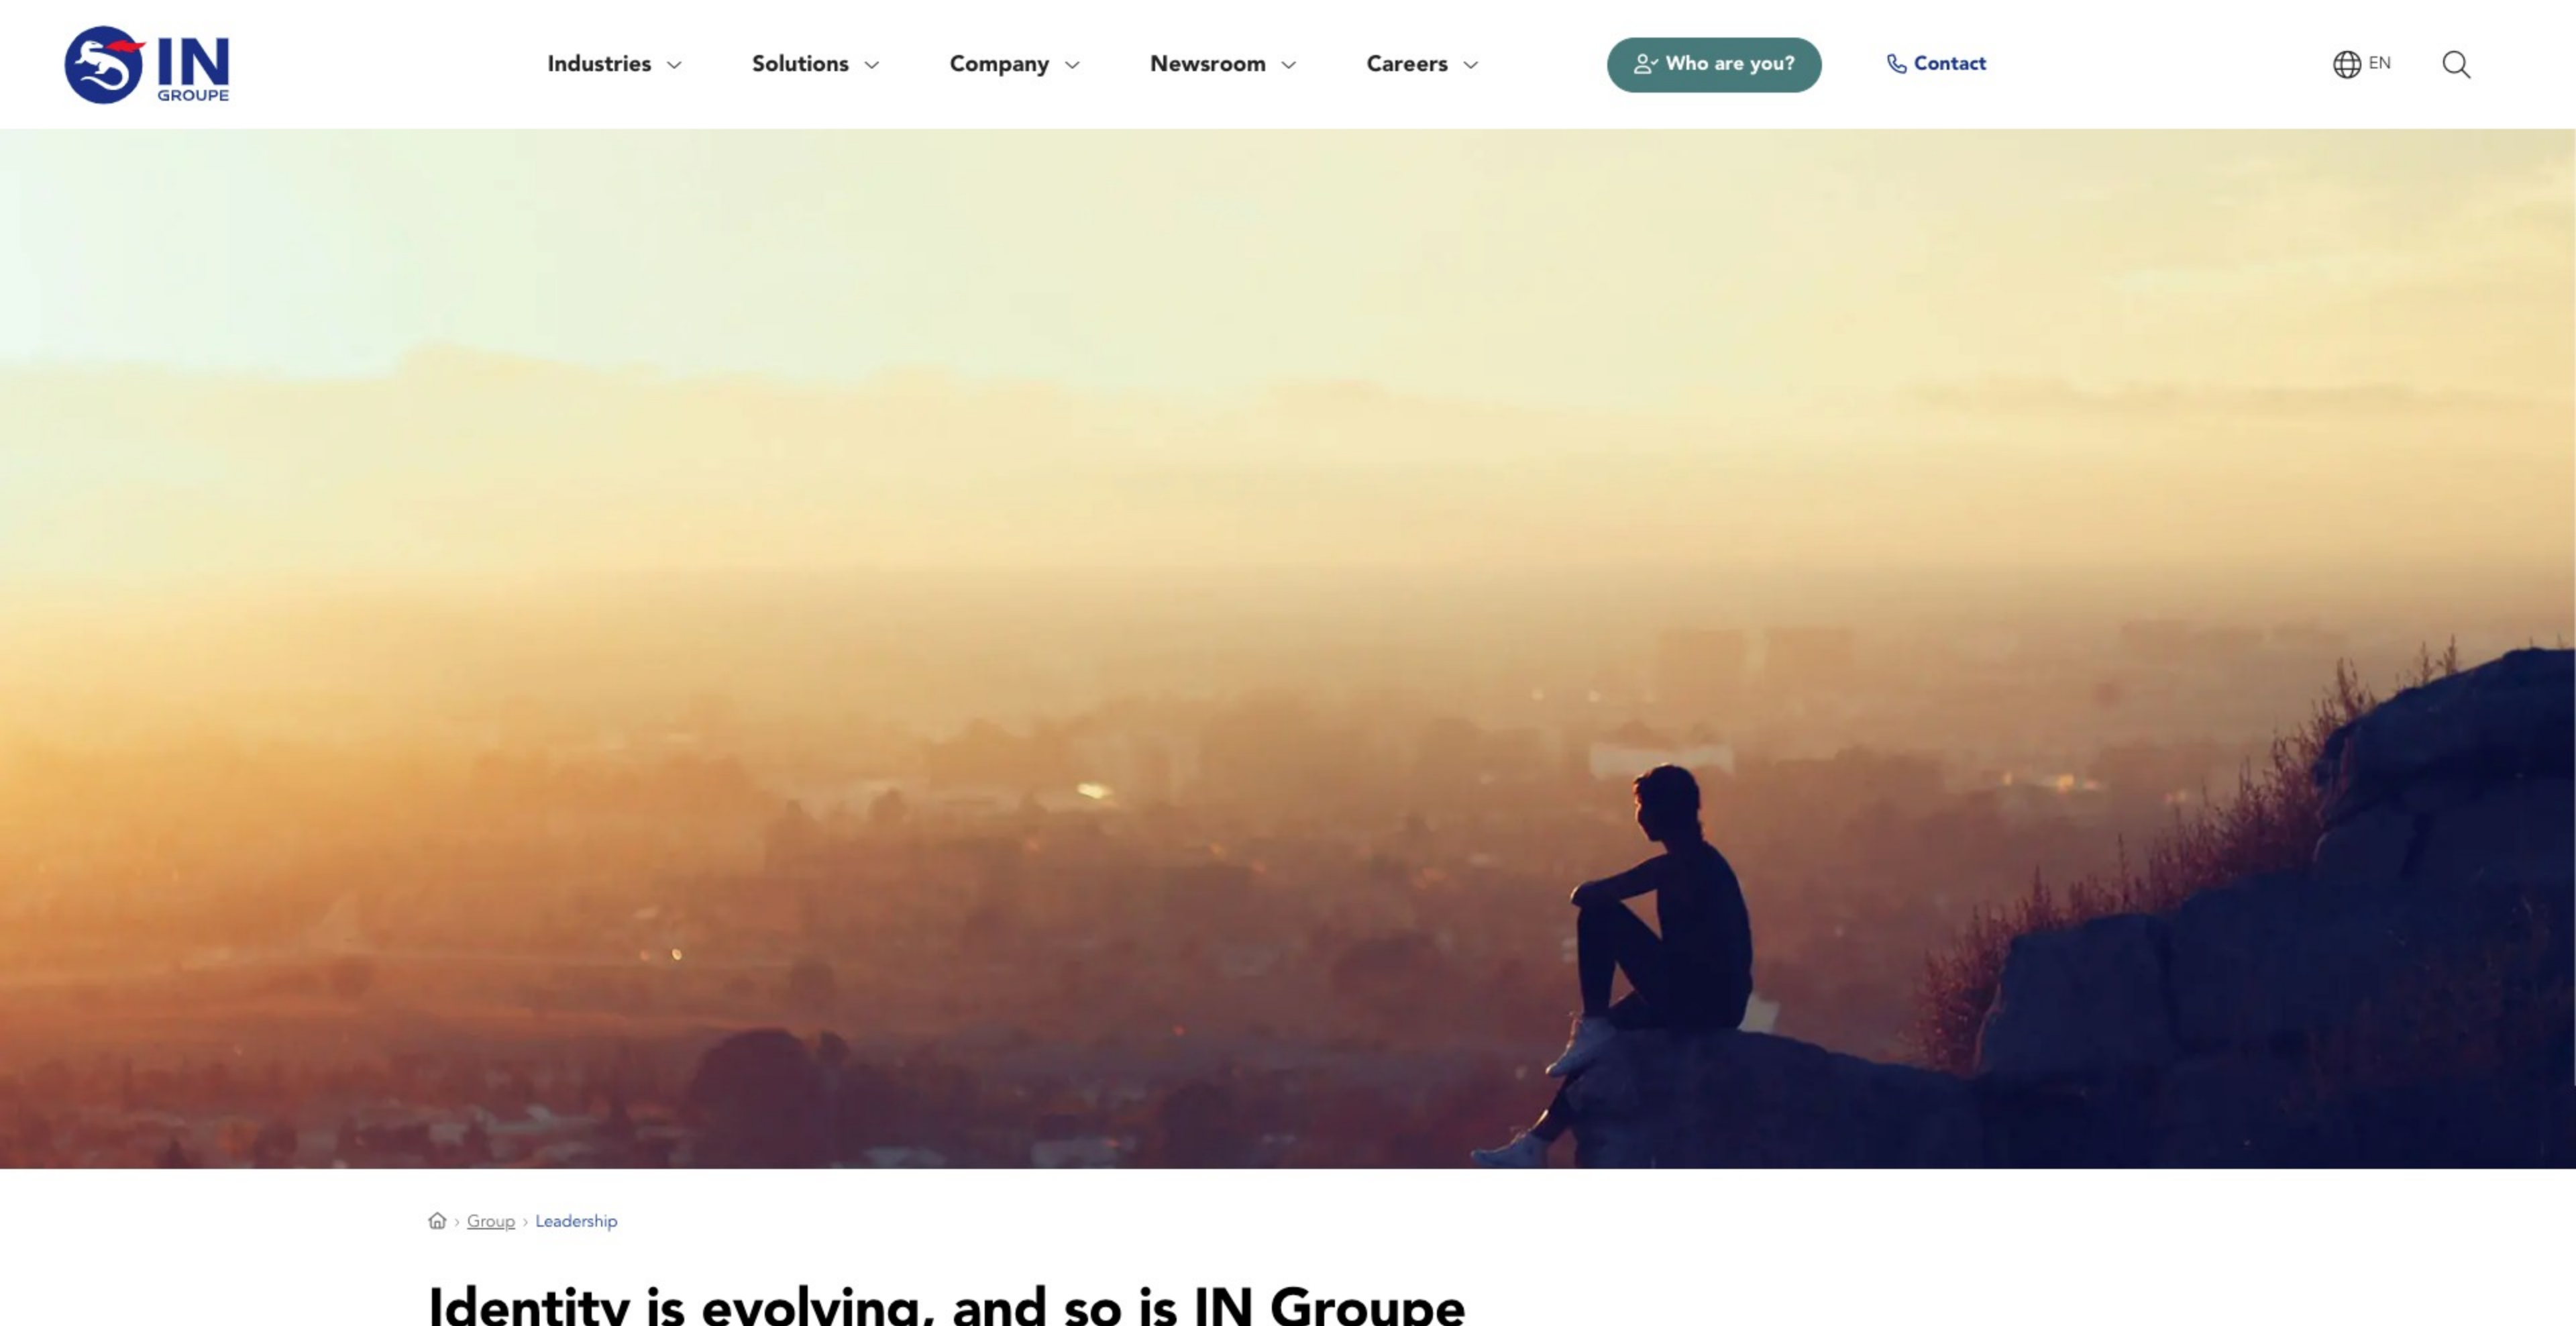 IN
GROUPE
Industries
Solutions
Company
Newsroom
Careers
Who are you?
Contact
EN
Group › Leadership
Identity is evolving, and so is IN Groupe